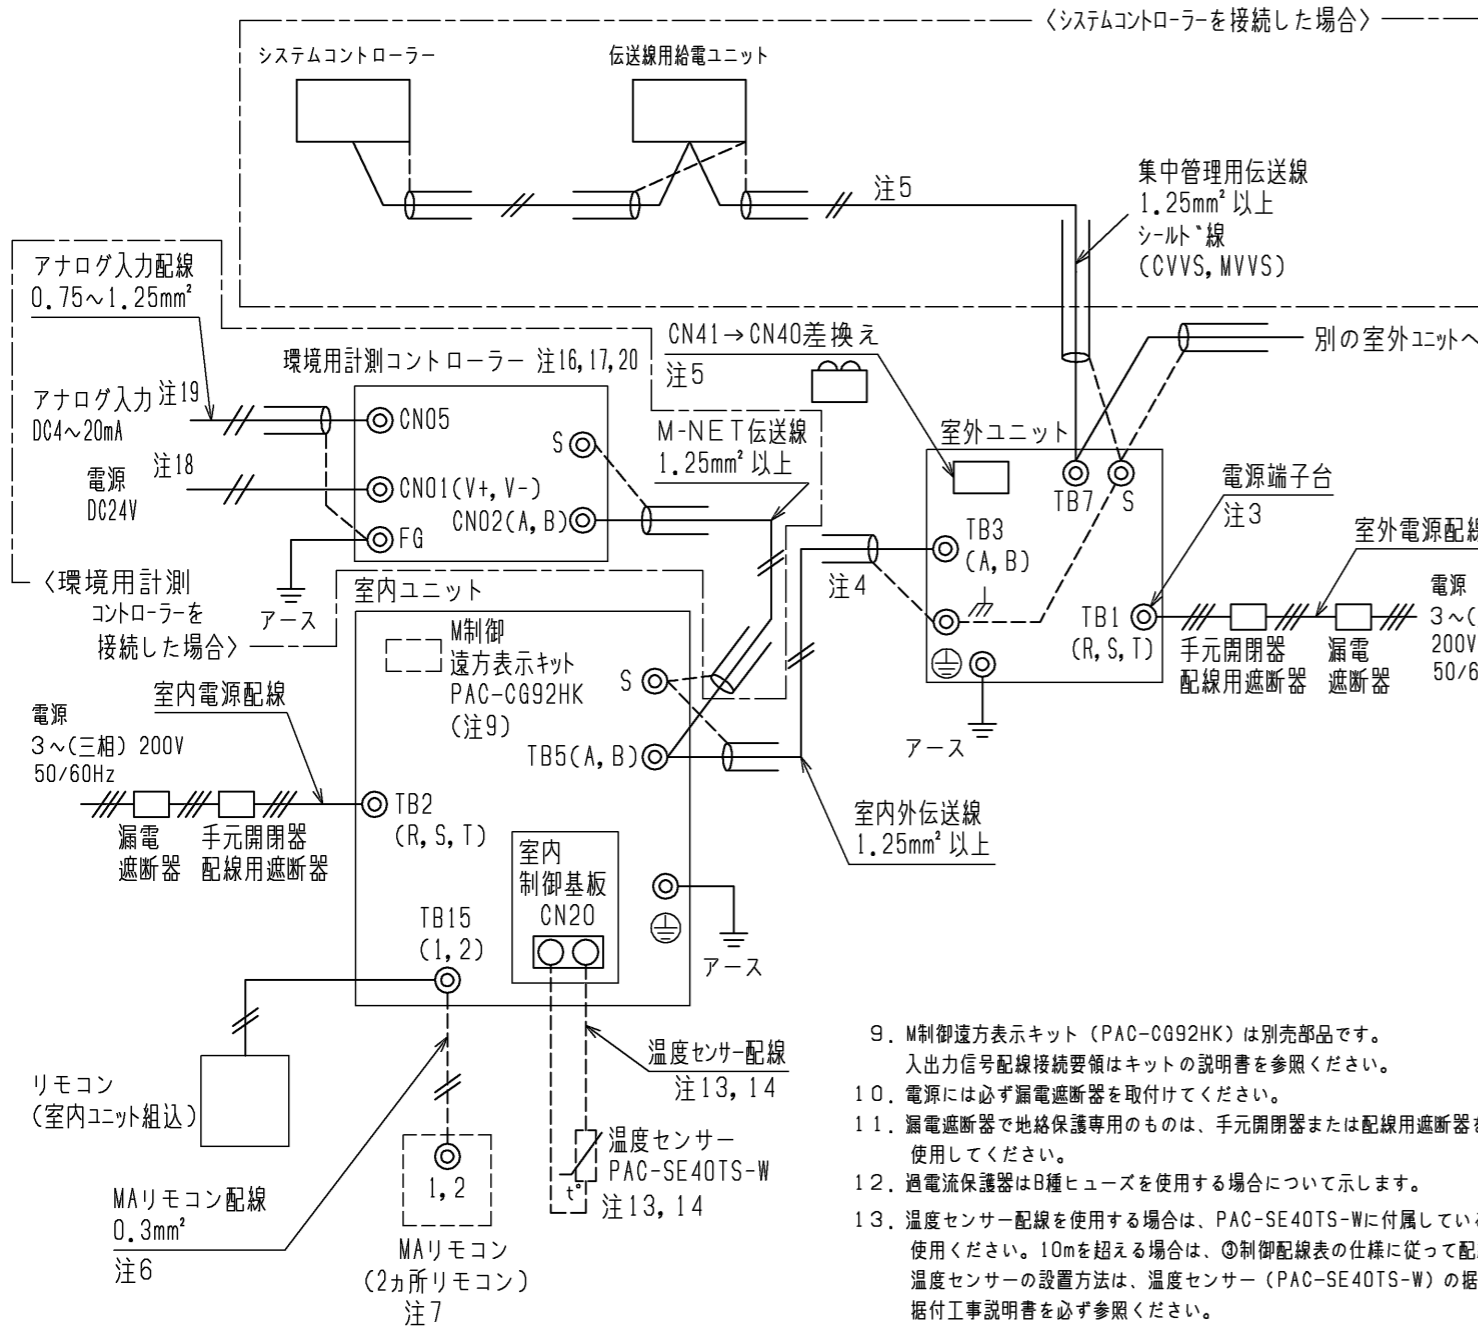 〈システムコントローラーを接続した場合〉
システムコントローラー
伝送線用給電ユニット
注5
集中管理用伝送線
1.25mm²以上
シールド線
(CVVS,MVVS)
アナログ入力配線
0.75～1.25mm²
環境用計測コントローラー 注16,17,20
CN41→CN40差換え
注5
別の室外ユニットへ
アナログ入力 注19
DC4～20mA
電源 注18
DC24V
CN05
S
CN01(V+,V-)
CN02(A,B)
FG
アース
M-NET伝送線
1.25mm²以上
〈環境用計測
コントローラーを
接続した場合〉
室外ユニット
TB7
S
TB3
(A,B)
注4
TB1
(R,S,T)
アース
電源端子台
注3
室外電源配線
電源
3～(
200V
50/6
手元開閉器
配線用遮断器
漏電
遮断器
室内ユニット
M制御
遠方表示キット
PAC-CG92HK
(注9)
S
TB5(A,B)
室内電源配線
電源
3～(三相) 200V
50/60Hz
漏電
遮断器
手元開閉器
配線用遮断器
TB2
(R,S,T)
室内
制御基板
CN20
TB15
(1,2)
アース
室内外伝送線
1.25mm²以上
リモコン
(室内ユニット組込)
MAリモコン配線
0.3mm²
注6
1,2
MAリモコン
(2ヵ所リモコン)
注7
温度センサー配線
注13,14
温度センサー
PAC-SE40TS-W
注13,14
t°
9. M制御遠方表示キット（PAC-CG92HK）は別売部品です。
入出力信号配線接続要領はキットの説明書を参照ください。
10. 電源には必ず漏電遮断器を取付けてください。
11. 漏電遮断器で地絡保護専用のものは、手元開閉器または配線用遮断器を
使用してください。
12. 過電流保護器はB種ヒューズを使用する場合について示します。
13. 温度センサー配線を使用する場合は、PAC-SE40TS-Wに付属している
使用ください。10mを超える場合は、③制御配線表の仕様に従って配
温度センサーの設置方法は、温度センサー（PAC-SE40TS-W）の据
据付工事説明書を必ず参照ください。